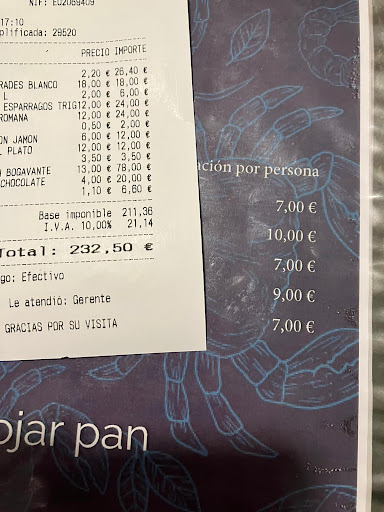 NIF: E02089409
17:10
mplificada: 29520
PRECIO IMPORTE
2,20 € 26,40 €
RADES BLANCO 18,00 € 18,00 €
L 2,00 € 6,00 €
ESPARRAGOS TRIG 12,00 € 24,00 €
ROMANA 12,00 € 24,00 €
0,50 € 2,00 €
ON JAMON 6,00 € 12,00 €
L PLATO 12,00 € 12,00 €
3,50 € 3,50 €
BOGAVANTE 13,00 € 78,00 €
CHOCOLATE 4,00 € 20,00 €
1,10 € 6,60 €
Base imponible 211,36
I.V.A. 10,00% 21,14
Total: 232,50 €
go: Efectivo
Le atendió: Gerente
GRACIAS POR SU VISITA
ación por persona
7,00 €
10,00 €
7,00 €
9,00 €
7,00 €
ojar pan